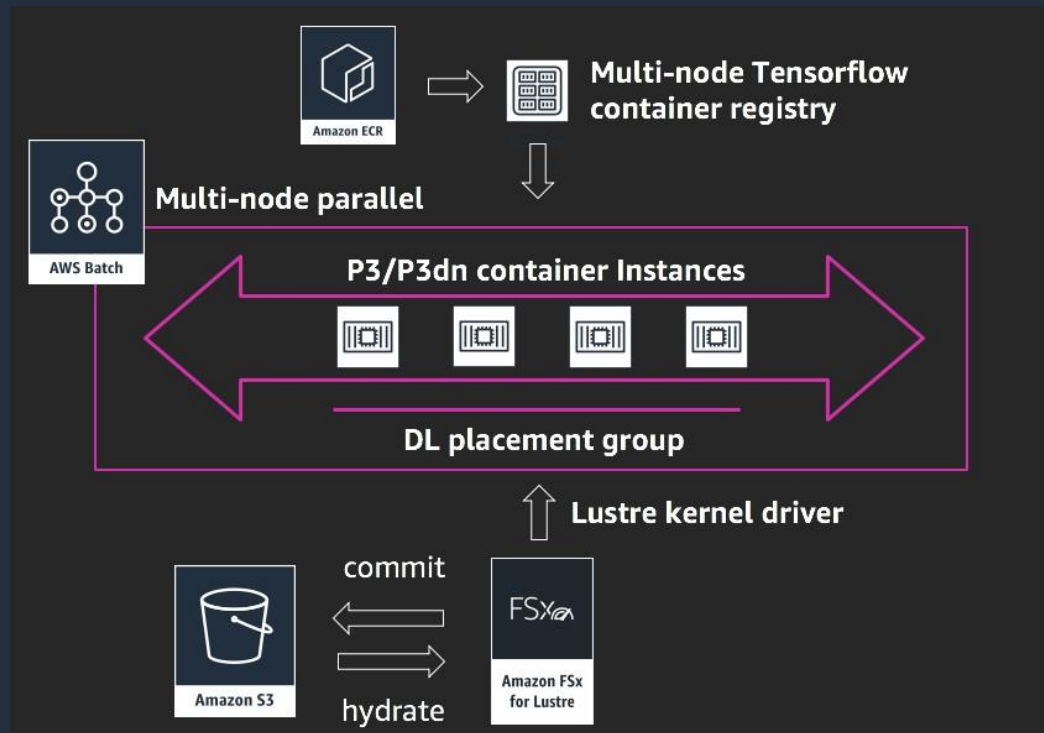 Amazon ECR
Multi-node Tensorflow
container registry
AWS Batch
Multi-node parallel
P3/P3dn container Instances
DL placement group
Lustre kernel driver
commit
hydrate
Amazon S3
FSx
Amazon FSx
for Lustre